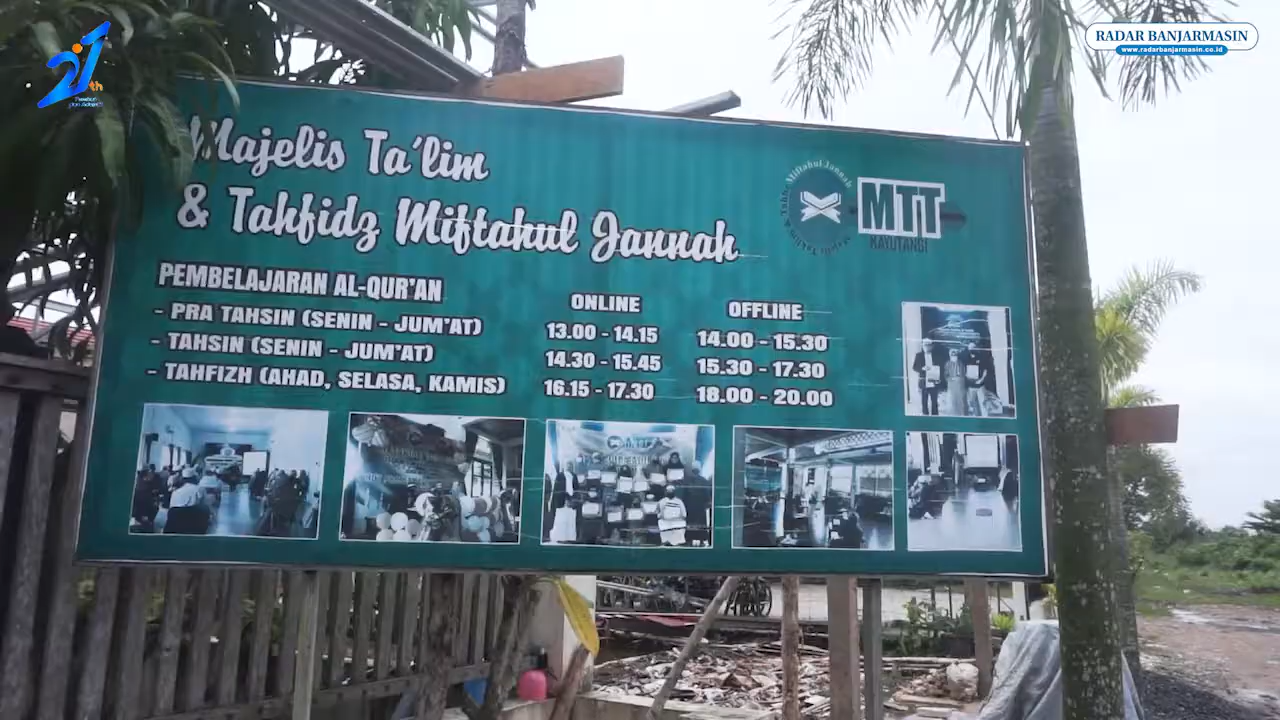 21th
RADAR BANJARMASIN
www.radarbanjarmasin.co.id
Majelis Ta'lim
& Tahfidz Miftahul Jannah
MTT
KAYUTANGI
PEMBELAJARAN AL-QUR'AN
ONLINE
OFFLINE
- PRA TAHSIN (SENIN - JUM'AT) 13.00 - 14.15 14.00 - 15.30
- TAHSIN (SENIN - JUM'AT) 14.30 - 15.45 15.30 - 17.30
- TAHFIZH (AHAD, SELASA, KAMIS) 16.15 - 17.30 18.00 - 20.00